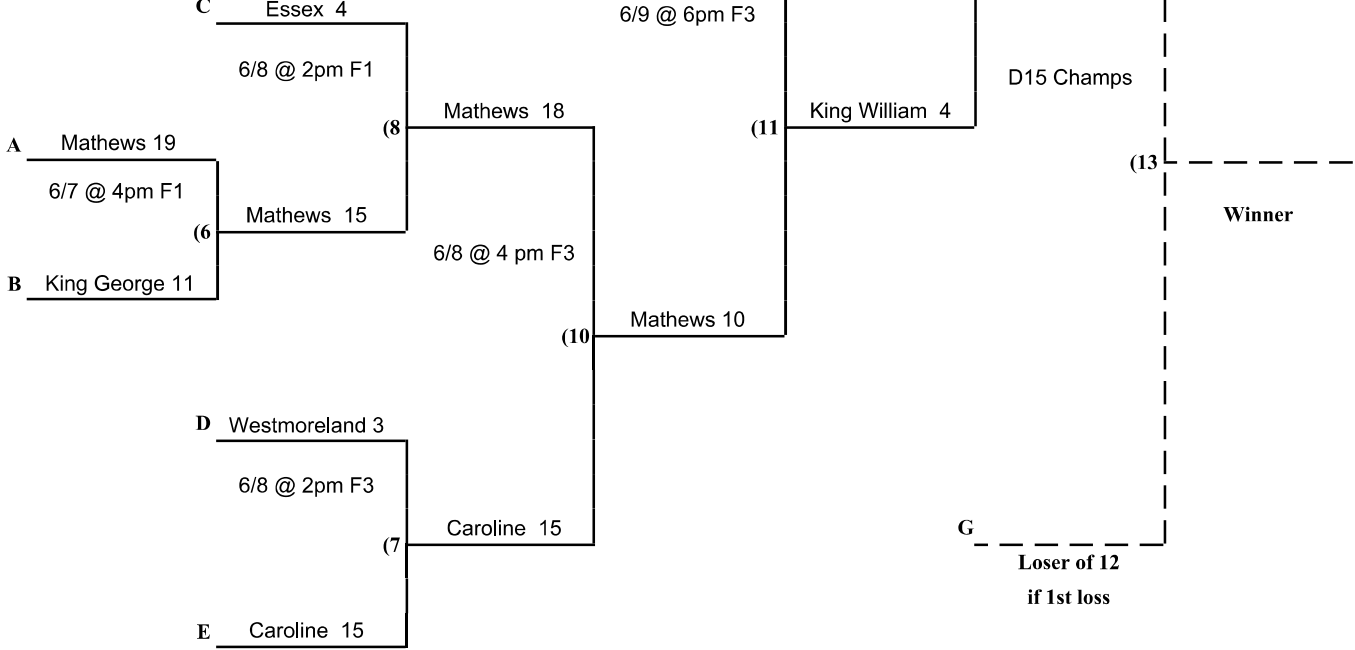 C Essex 4
6/9 @ 6pm F3
6/8 @ 2pm F1
D15 Champs
Mathews 18
King William 4
(8
(11
A Mathews 19
(13
6/7 @ 4pm F1
Mathews 15
Winner
(6
6/8 @ 4 pm F3
B King George 11
Mathews 10
(10
D Westmoreland 3
6/8 @ 2pm F3
Caroline 15
G
(7
Loser of 12
if 1st loss
E Caroline 15